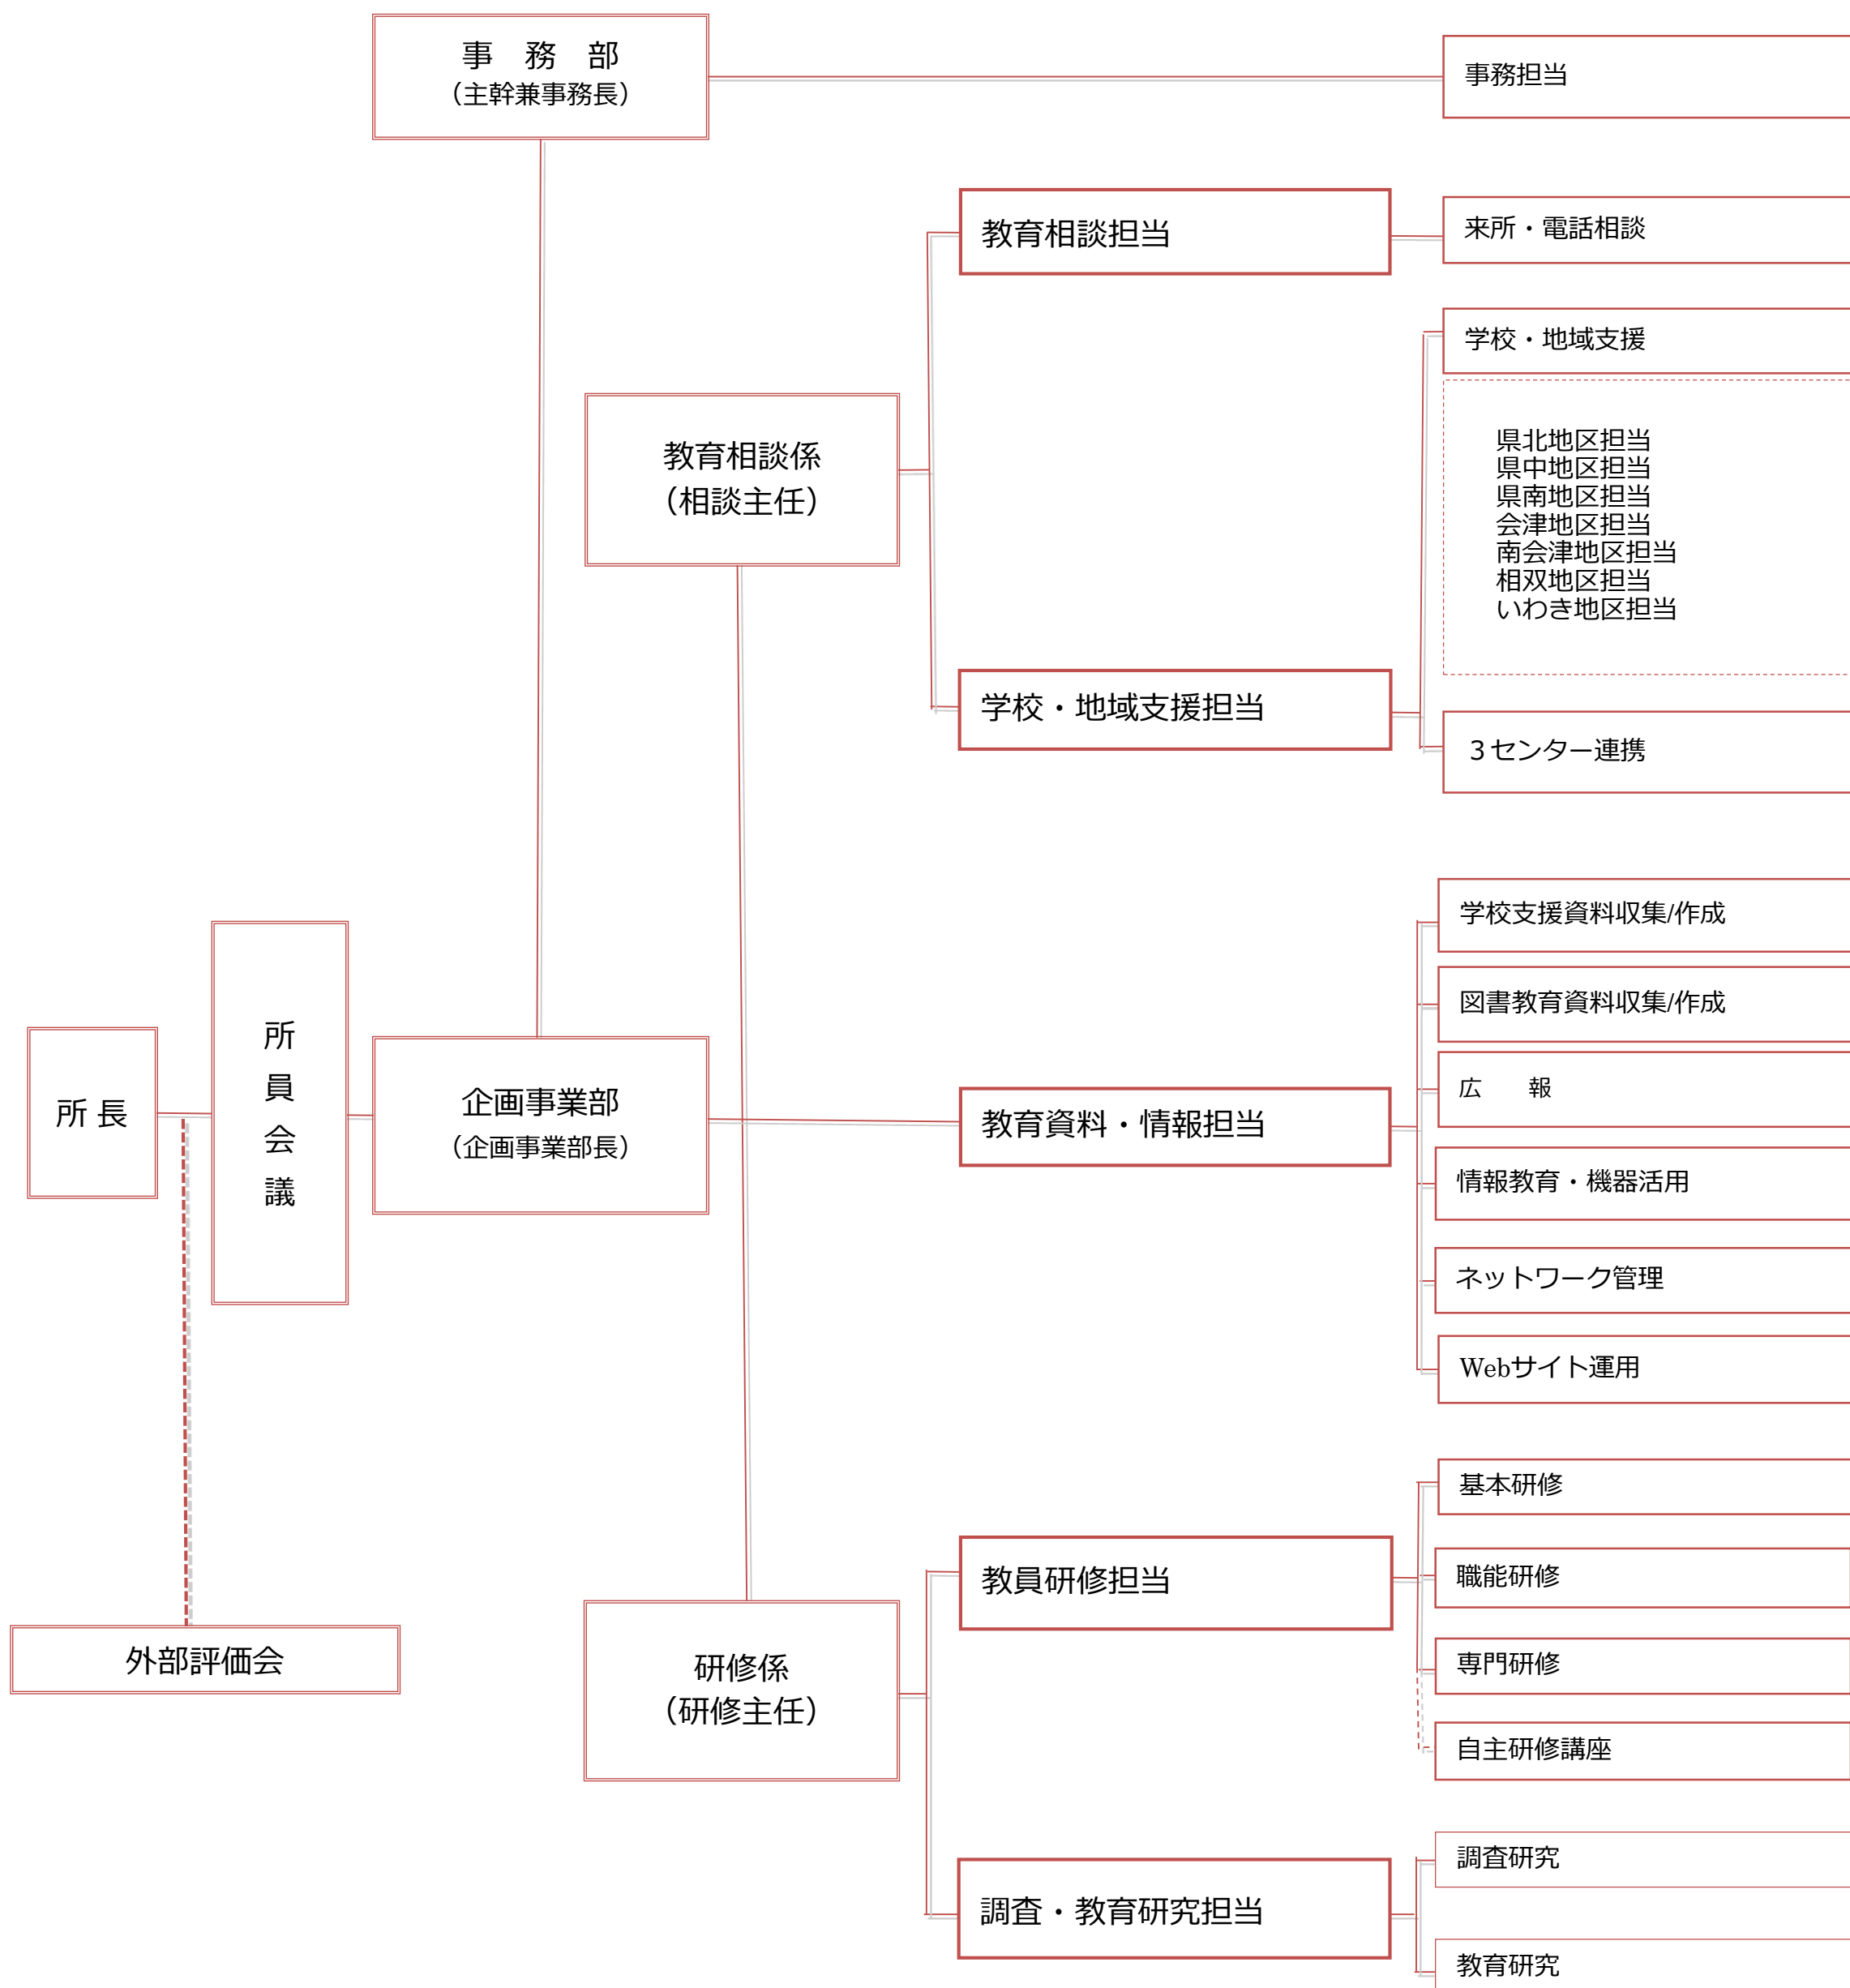 事　務　部
（主幹兼事務長）
事務担当
教育相談担当
来所・電話相談
学校・地域支援
県北地区担当
県中地区担当
県南地区担当
会津地区担当
南会津地区担当
相双地区担当
いわき地区担当
教育相談係
（相談主任）
学校・地域支援担当
３センター連携
学校支援資料収集/作成
図書教育資料収集/作成
広　　報
情報教育・機器活用
ネットワーク管理
Webサイト運用
所 長
所
員
会
議
企画事業部
（企画事業部長）
教育資料・情報担当
基本研修
職能研修
専門研修
自主研修講座
教員研修担当
外部評価会
研修係
（研修主任）
調査研究
調査・教育研究担当
教育研究